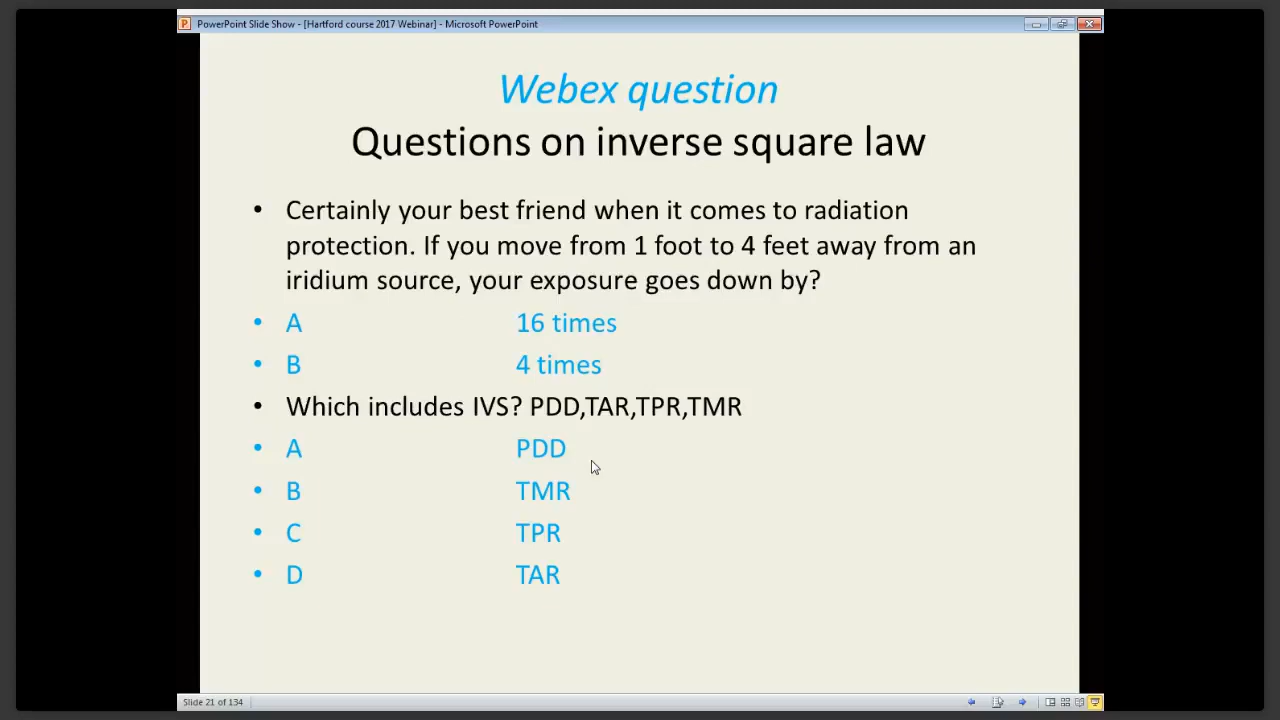 PowerPoint Slide Show - [Hartford course 2017 Webinar] - Microsoft PowerPoint
Webex question
Questions on inverse square law
• Certainly your best friend when it comes to radiation
protection. If you move from 1 foot to 4 feet away from an
iridium source, your exposure goes down by?
• A 16 times
• B 4 times
• Which includes IVS? PDD,TAR,TPR,TMR
• A PDD
• B TMR
• C TPR
• D TAR
Slide 21 of 134